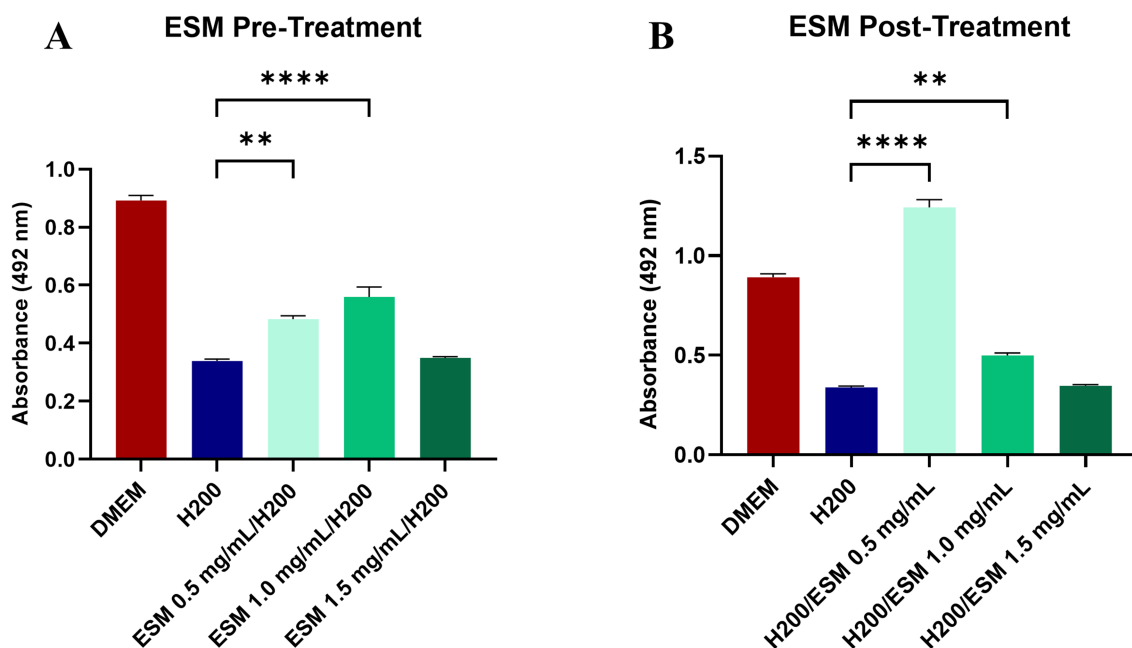 A
ESM Pre-Treatment
****
**
1.0
0.8
0.6
0.4
0.2
0.0
Absorbance (492 nm)
DMEM
H200
ESM 0.5 mg/mL/H200
ESM 1.0 mg/mL/H200
ESM 1.5 mg/mL/H200
B
ESM Post-Treatment
**
****
1.5
1.0
0.5
0.0
Absorbance (492 nm)
DMEM
H200
H200/ESM 0.5 mg/mL
H200/ESM 1.0 mg/mL
H200/ESM 1.5 mg/mL